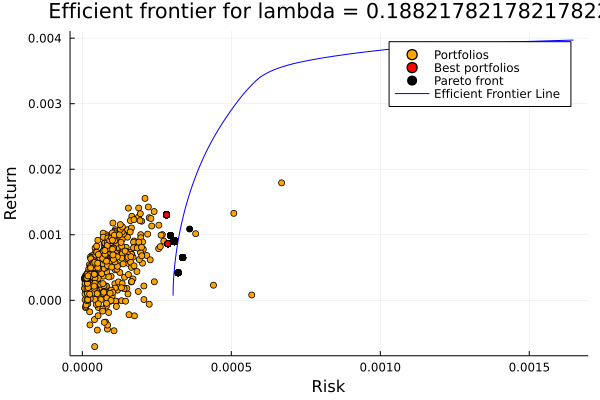 Efficient frontier for lambda = 0.18821782178217822
Return
0.004
0.003
0.002
0.001
0.000
Portfolios
Best portfolios
Pareto front
Efficient Frontier Line
0.0000
0.0005
0.0010
0.0015
Risk